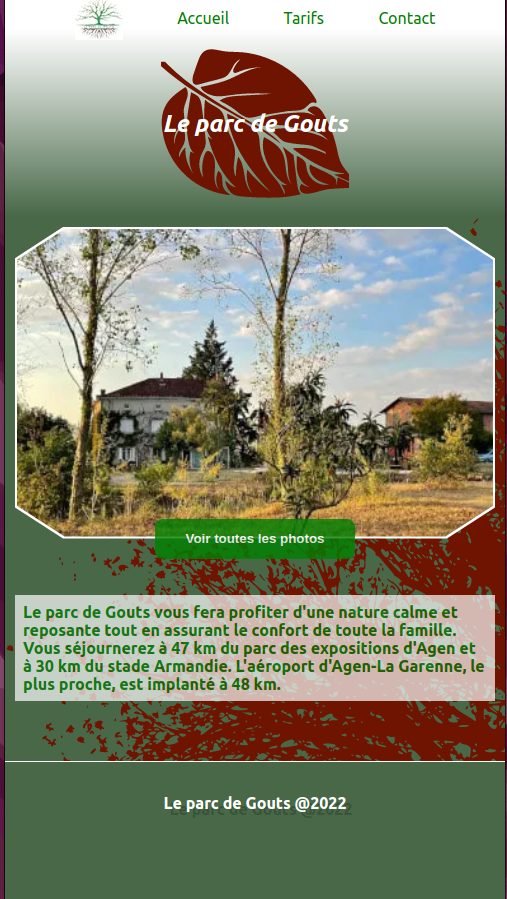 Accueil Tarifs Contact
Le parc de Gouts
Voir toutes les photos
Le parc de Gouts vous fera profiter d'une nature calme et
reposante tout en assurant le confort de toute la famille.
Vous séjournerez à 47 km du parc des expositions d'Agen et
à 30 km du stade Armandie. L'aéroport d'Agen-La Garenne, le
plus proche, est implanté à 48 km.
Le parc de Gouts @2022